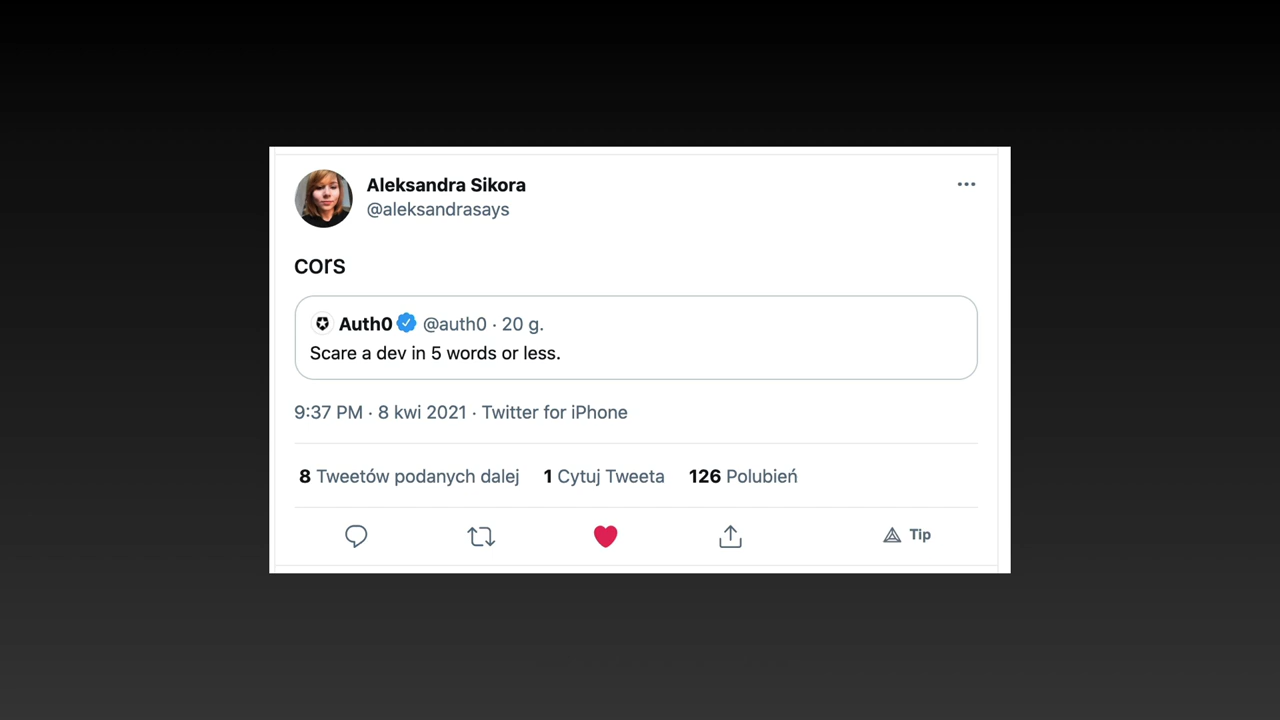 Aleksandra Sikora
@aleksandrasays
cors
Auth0 @auth0 · 20 g.
Scare a dev in 5 words or less.
9:37 PM · 8 kwi 2021 · Twitter for iPhone
8 Tweetów podanych dalej 1 Cytuj Tweeta 126 Polubień
Tip